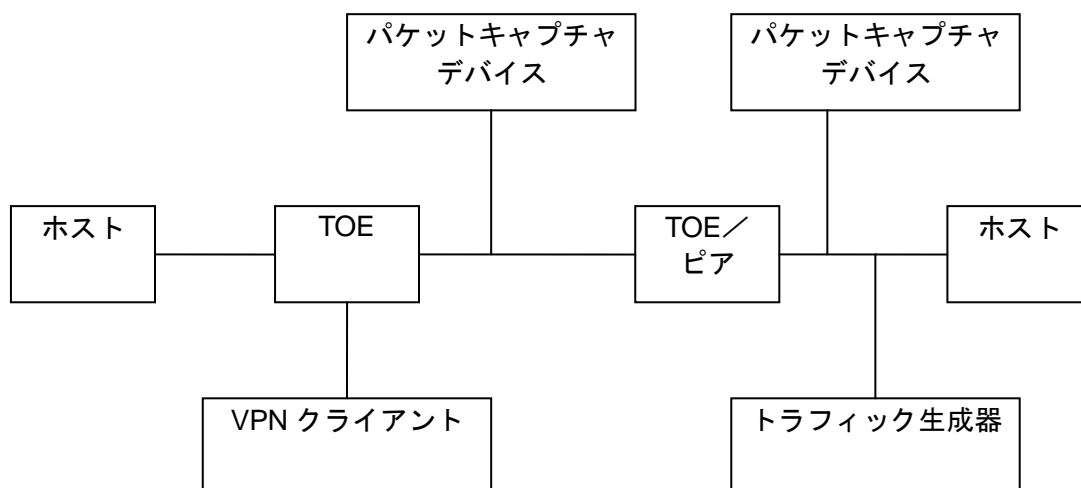 パケットキャプチャ
デバイス
パケットキャプチャ
デバイス
ホスト
TOE
TOE／
ピア
ホスト
VPN クライアント
トラフィック生成器